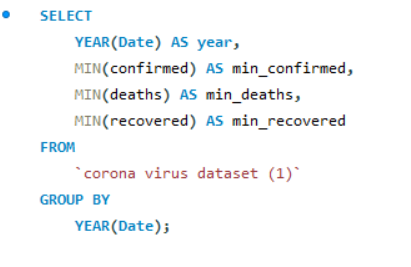 SELECT
YEAR(Date) AS year,
MIN(confirmed) AS min_confirmed,
MIN(deaths) AS min_deaths,
MIN(recovered) AS min_recovered
FROM
`corona virus dataset (1)`
GROUP BY
YEAR(Date);